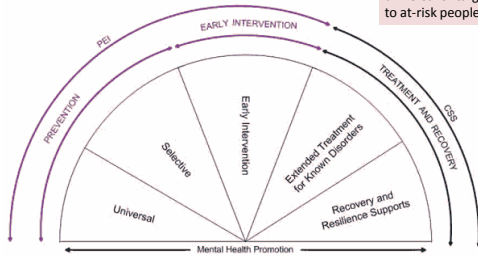 to at-risk people
PEI
EARLY INTERVENTION
PREVENTION
TREATMENT AND RECOVERY
CSS
Universal
Selective
Early Intervention
Extended Treatment
for Known Disorders
Recovery and
Resilience Supports
Mental Health Promotion